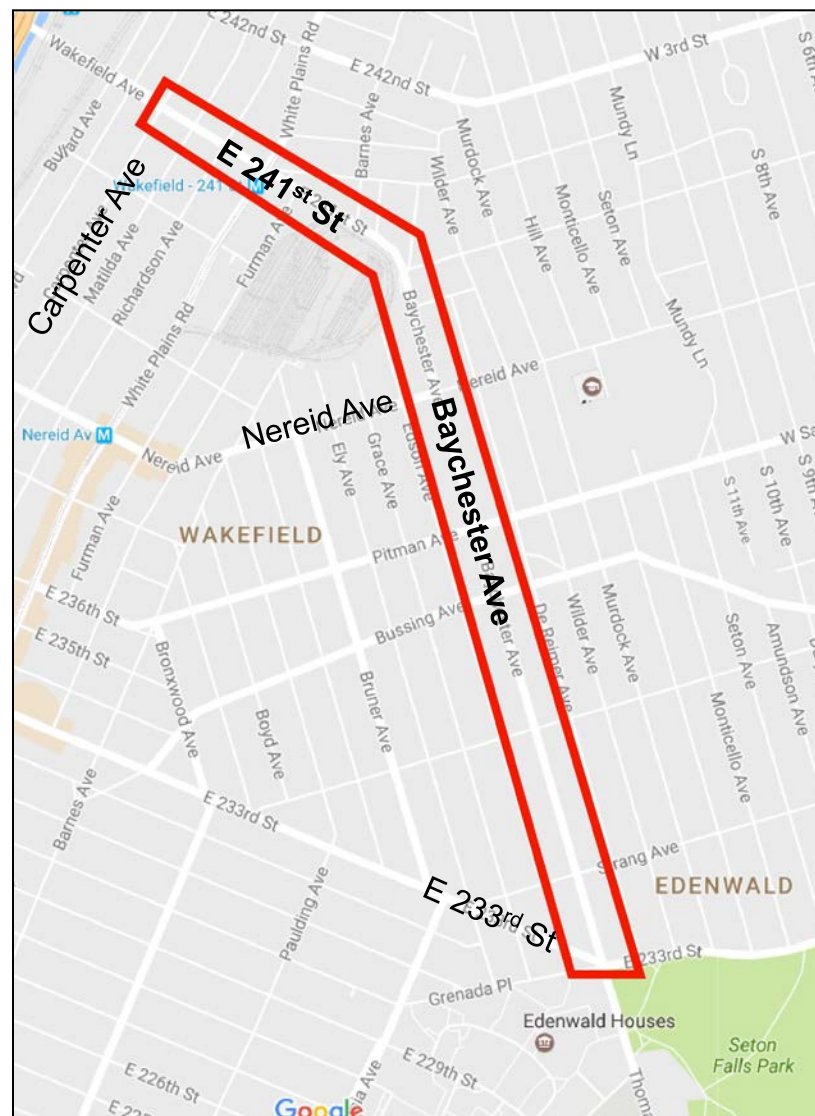 E 242nd St
Wakefield Ave
E 242nd St
W 3rd St
White Plains Rd
Barnes Ave
Murdock Ave
Wilder Ave
Mundy Ln
S 8th Ave
Bullard Ave
E 241st St
Carpenter Ave
Matilda Ave
Richardson Ave
Furman Ave
White Plains Rd
Hill Ave
Monticello Ave
Seton Ave
Mundy Ln
Baychester Ave
Nereid Ave
Nereid Ave
Nereid Av M
Nereid Ave
Ely Ave
Grace Ave
Edson Ave
Baychester Ave
S 11th Ave
S 10th Ave
S 9th Ave
Furman Ave
WAKEFIELD
Pitman Ave
E 236th St
E 235th St
Bussing Ave
De Reimer Ave
Wilder Ave
Murdock Ave
Seton Ave
Amundson Ave
Bronxwood Ave
Bruner Ave
Boyd Ave
Monticello Ave
Barnes Ave
E 233rd St
Strang Ave
EDENWALD
Paulding Ave
E 233rd St
E 233rd St
Grenada Pl
Edenwald Houses
Seton
Falls Park
E 229th St
E 226th St
Google